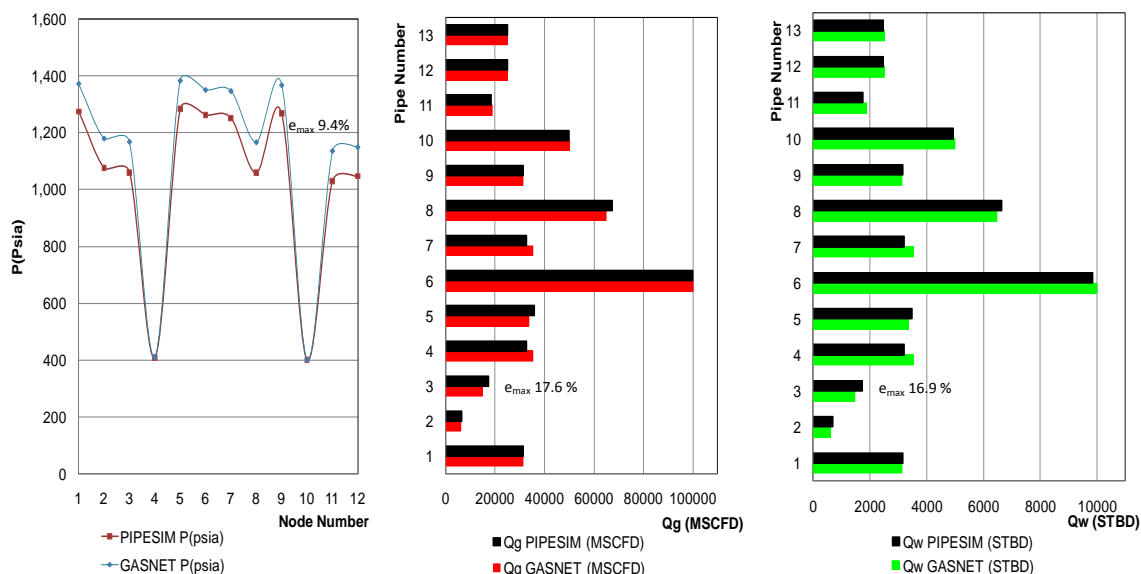 P(Psia)
1,600
1,400
1,200
1,000
800
600
400
200
0
e max 9.4%
1 2 3 4 5 6 7 8 9 10 11 12
Node Number
PIPESIM P(psia)
GASNET P(psia)
Pipe Number
13
12
11
10
9
8
7
6
5
4
3
2
1
e max 17.6 %
0 20000 40000 60000 80000 100000
Qg (MSCFD)
Qg PIPESIM (MSCFD)
Qg GASNET (MSCFD)
Pipe Number
13
12
11
10
9
8
7
6
5
4
3
2
1
e max 16.9 %
0 2000 4000 6000 8000 10000
Qw (STBD)
Qw PIPESIM (STBD)
Qw GASNET (STBD)